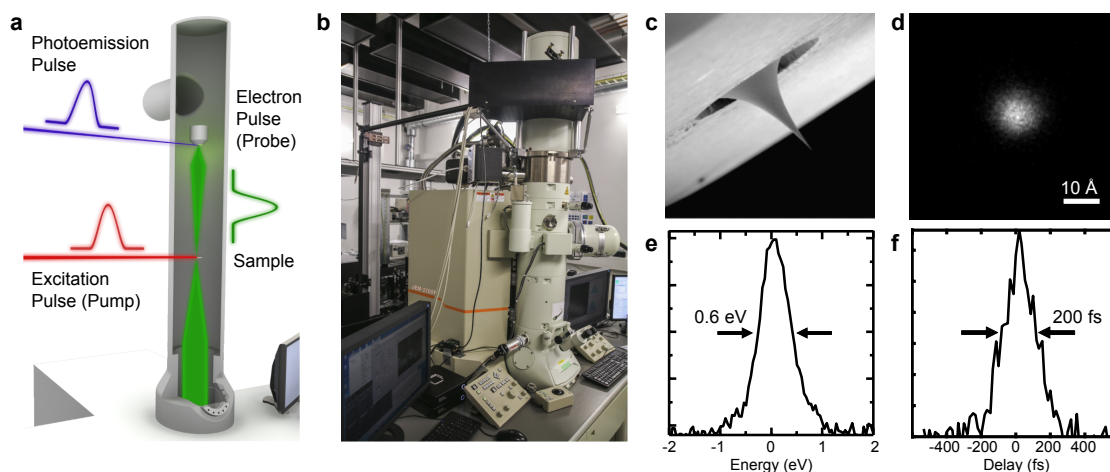 a
Photoemission
Pulse
Electron
Pulse
(Probe)
Sample
Excitation
Pulse (Pump)
b
c
d
10 Å
e
0.6 eV
-2
-1
0
1
2
Energy (eV)
f
200 fs
-400
-200
0
200
400
Delay (fs)